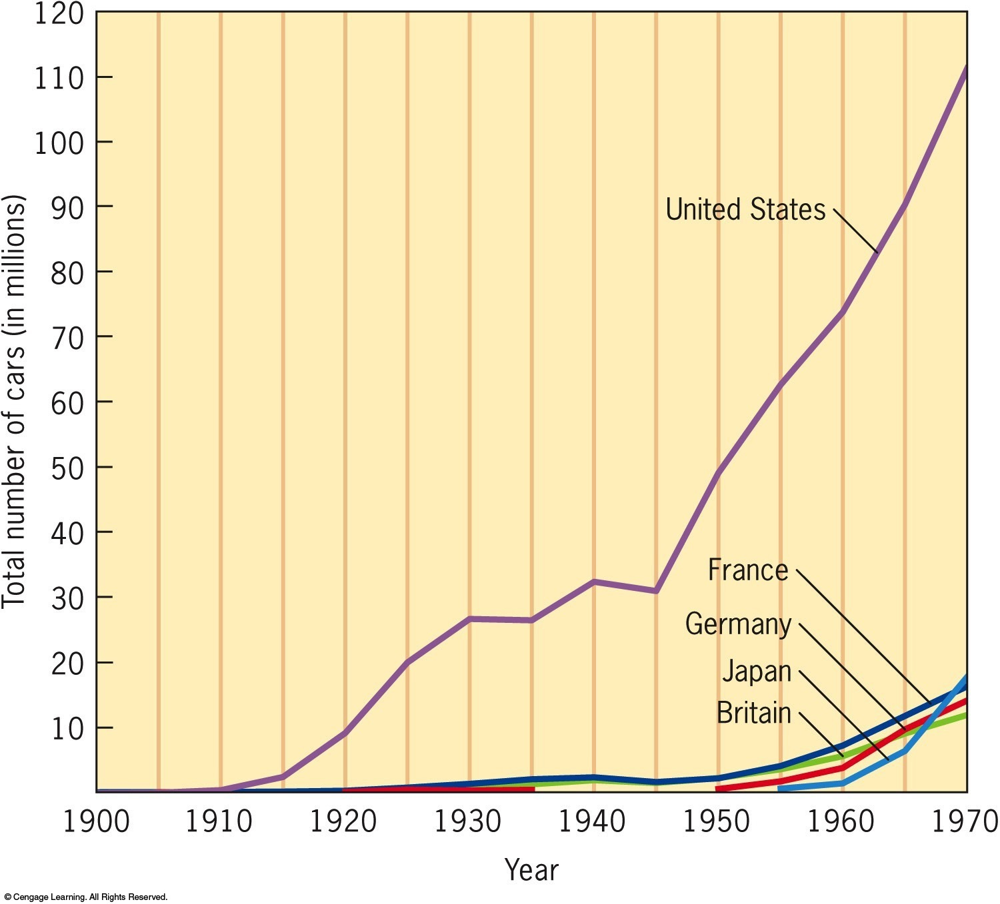 120
110
100
90
80
70
60
50
40
30
20
10
Total number of cars (in millions)
United States
France
Germany
Japan
Britain
1900 1910 1920 1930 1940 1950 1960 1970
Year
© Cengage Learning. All Rights Reserved.